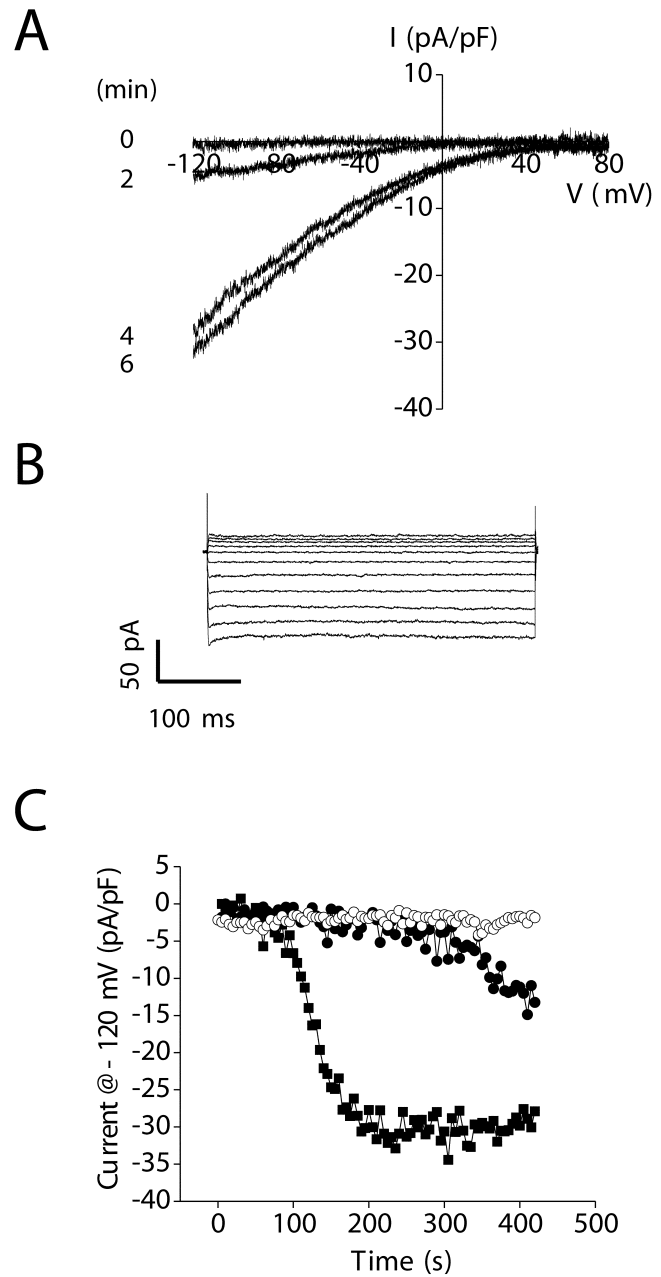 A
I (pA/pF)
(min)
10
0
-120 -80 -40 40 80
2
V ( mV)
-10
-20
-30
4
6
-40
B
50 pA
100 ms
C
Current @ - 120 mV (pA/pF)
5
0
-5
-10
-15
-20
-25
-30
-35
-40
0 100 200 300 400 500
Time (s)